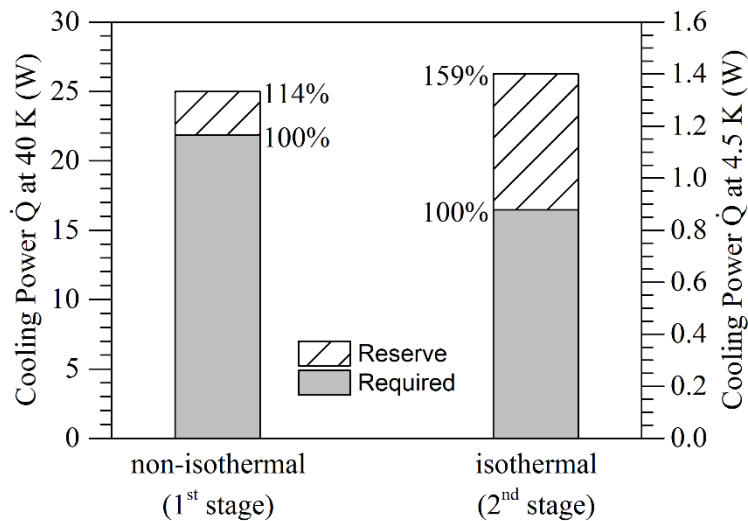 Cooling Power Q̇ at 40 K (W)
30
25
20
15
10
5
0
114%
100%
159%
100%
Reserve
Required
1.6
1.4
1.2
1.0
0.8
0.6
0.4
0.2
0.0
Cooling Power Q̇ at 4.5 K (W)
non-isothermal
(1st stage)
isothermal
(2nd stage)